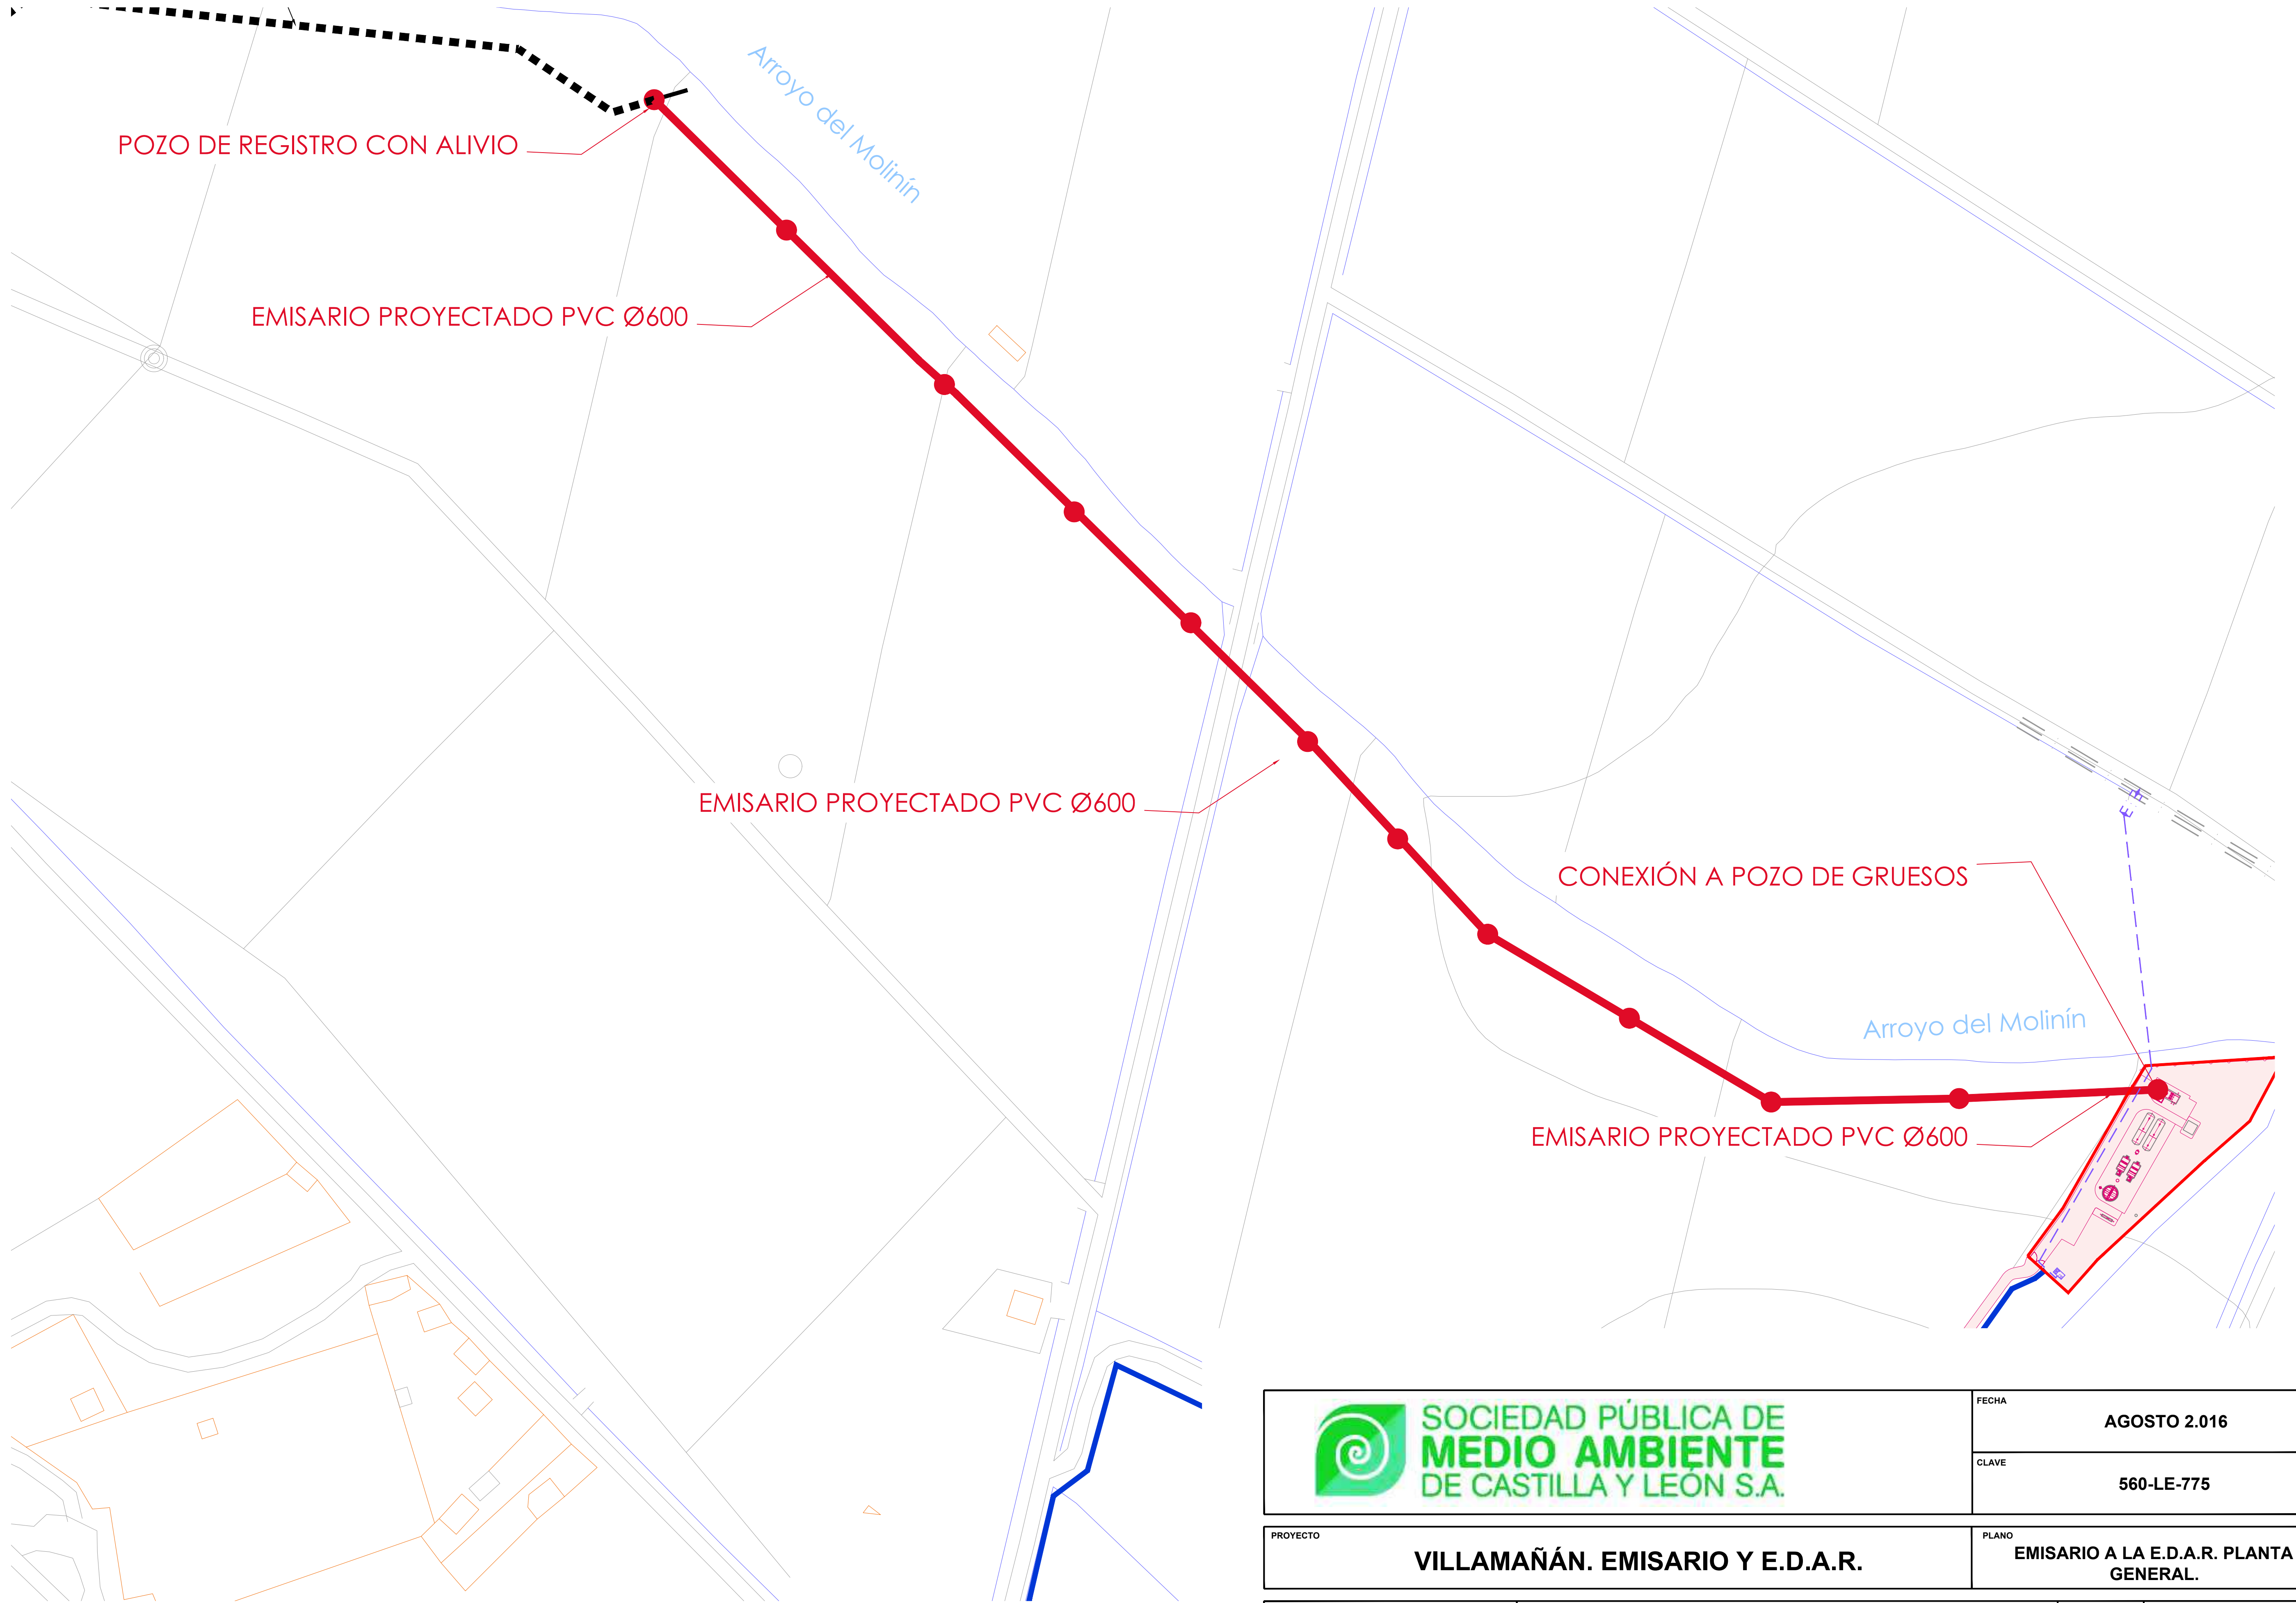 Arroyo del Molinín
POZO DE REGISTRO CON ALIVIO
EMISARIO PROYECTADO PVC Ø600
EMISARIO PROYECTADO PVC Ø600
CONEXIÓN A POZO DE GRUESOS
Arroyo del Molinín
EMISARIO PROYECTADO PVC Ø600
SOCIEDAD PÚBLICA DE
MEDIO AMBIENTE
DE CASTILLA Y LEÓN S.A.
FECHA
AGOSTO 2.016
CLAVE
560-LE-775
PROYECTO
VILLAMAÑÁN. EMISARIO Y E.D.A.R.
PLANO
EMISARIO A LA E.D.A.R. PLANTA
GENERAL.